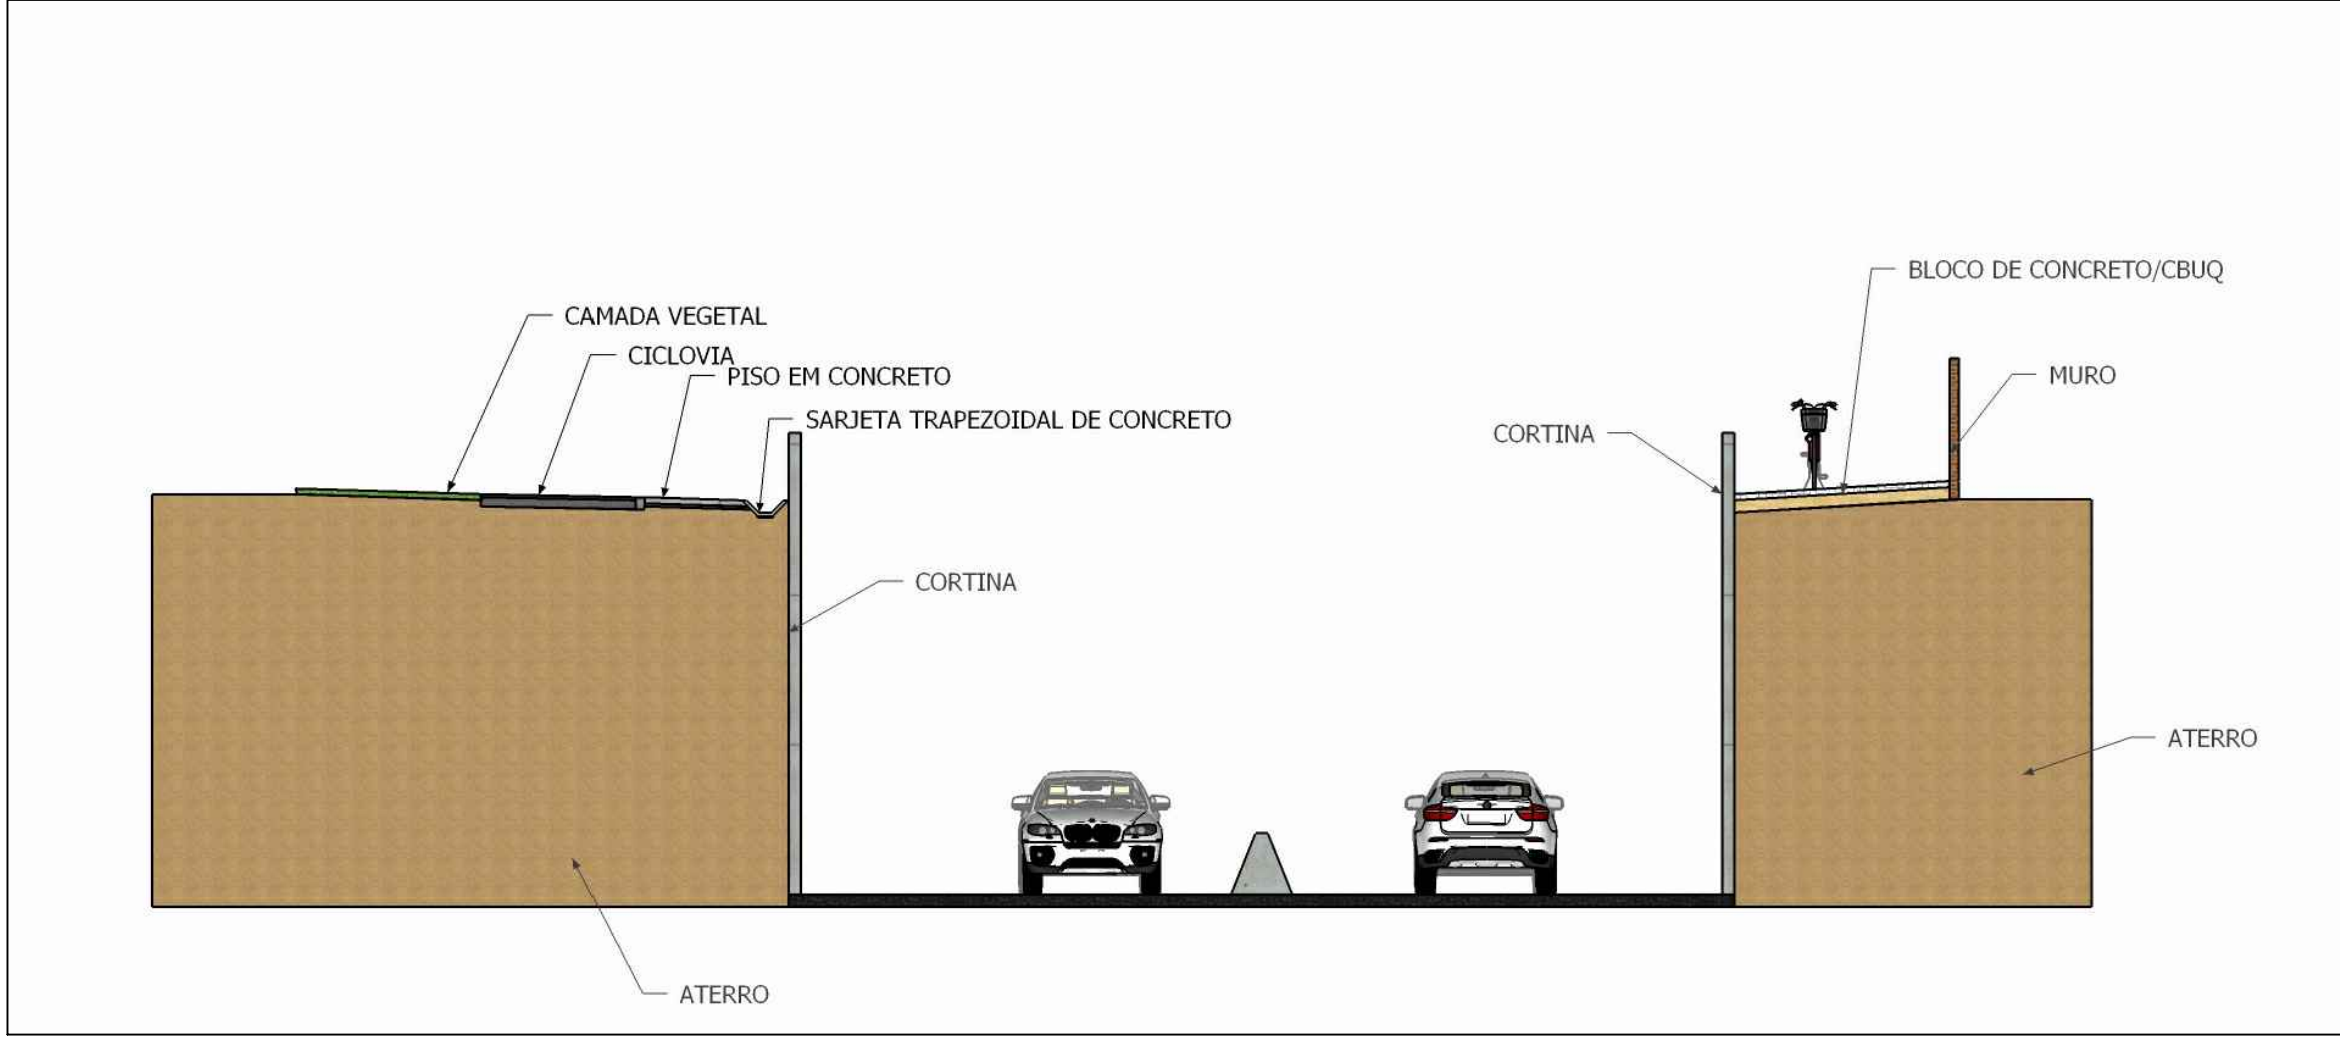 BLOCO DE CONCRETO/CBUQ
CAMADA VEGETAL
CICLOVIA
PISO EM CONCRETO
MURO
SARJETA TRAPEZOIDAL DE CONCRETO
CORTINA
CORTINA
ATERRO
ATERRO